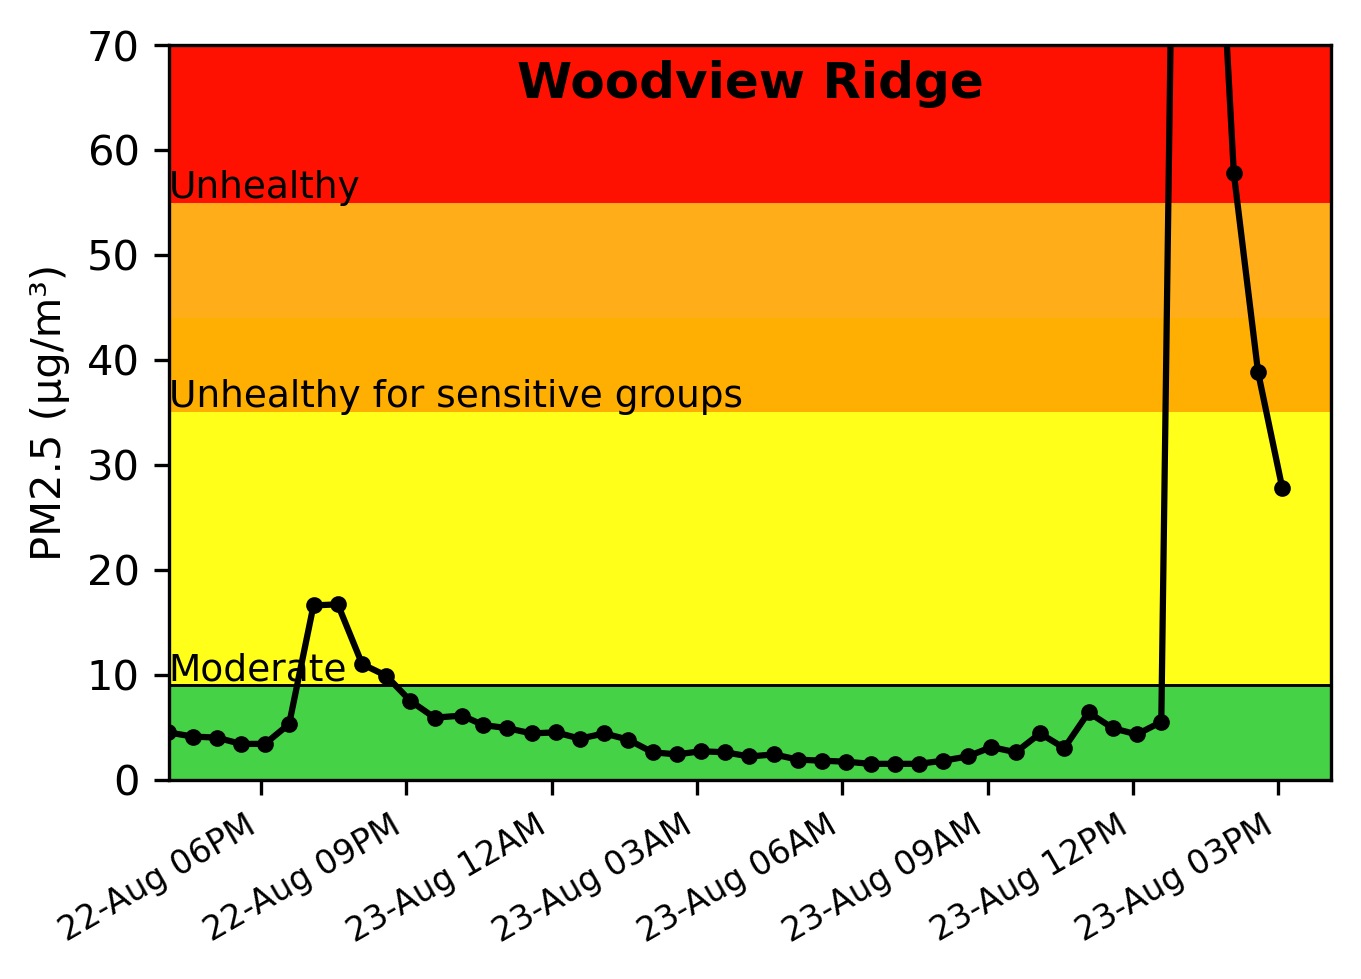 Woodview Ridge
70
60
50
40
30
20
10
0
PM2.5 (µg/m³)
Unhealthy
Unhealthy for sensitive groups
Moderate
22-Aug 06PM
22-Aug 09PM
23-Aug 12AM
23-Aug 03AM
23-Aug 06AM
23-Aug 09AM
23-Aug 12PM
23-Aug 03PM